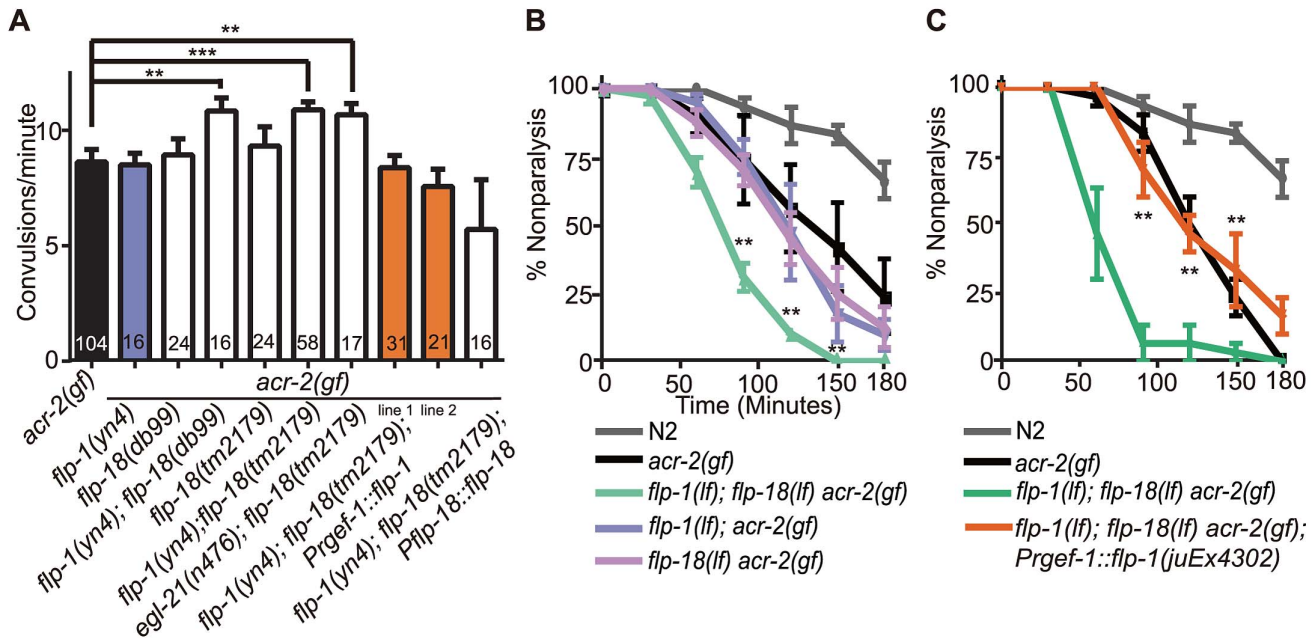 A
**
***
**
Convulsions/minute
10
5
0
104
16
24
16
24
58
17
31
21
16
acr-2(gf)
acr-2(gf)
line 1 line 2
flp-1(yn4)
flp-18(db99)
flp-1(yn4); flp-18(db99)
flp-18(tm2179)
flp-1(yn4);flp-18(tm2179)
egl-21(n476); flp-18(tm2179)
flp-1(yn4); flp-18(tm2179);
Prgef-1::flp-1
flp-1(yn4); flp-18(tm2179);
Pflp-18::flp-18
B
% Nonparalysis
100
75
50
25
0
**
**
**
0 50 100 150 180
Time (Minutes)
N2
acr-2(gf)
flp-1(lf); flp-18(lf) acr-2(gf)
flp-1(lf); acr-2(gf)
flp-18(lf) acr-2(gf)
C
% Nonparalysis
100
75
50
25
0
**
**
**
0 50 100 150 180
N2
acr-2(gf)
flp-1(lf); flp-18(lf) acr-2(gf)
flp-1(lf); flp-18(lf) acr-2(gf);
Prgef-1::flp-1(juEx4302)